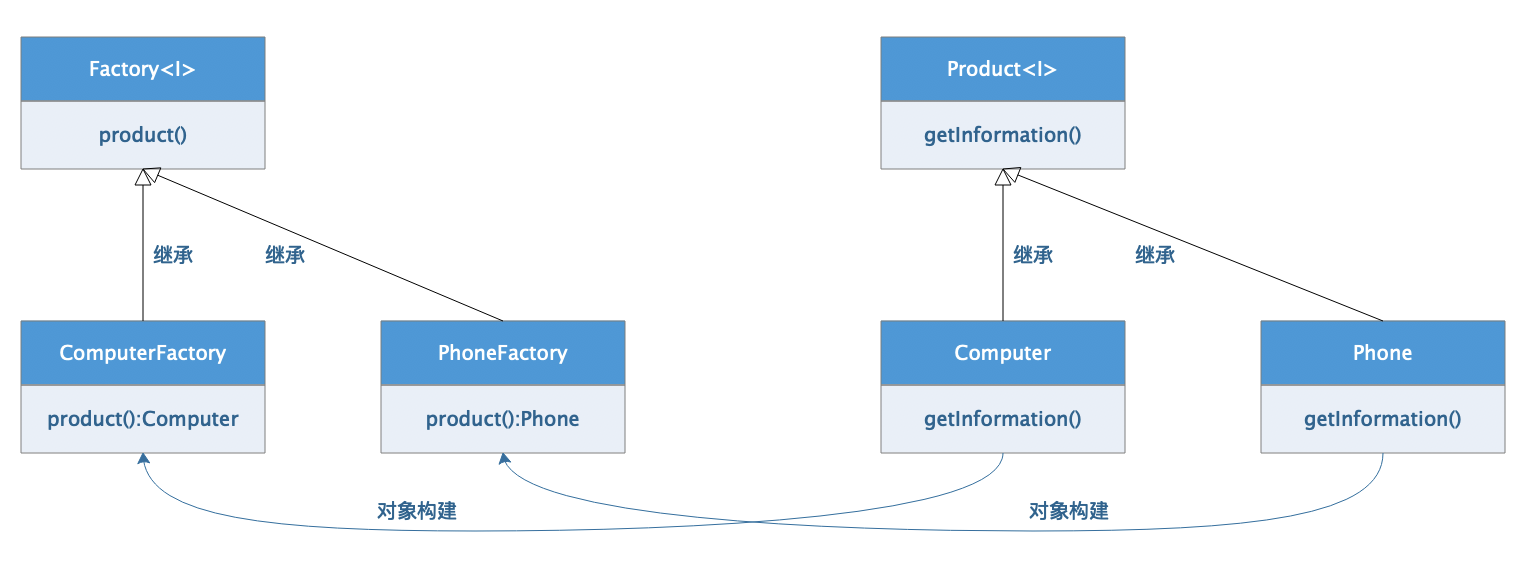 Factory<I>
Product<I>
product()
getInformation()
继承
继承
继承
继承
ComputerFactory
PhoneFactory
Computer
Phone
product():Computer
product():Phone
getInformation()
getInformation()
对象构建
对象构建